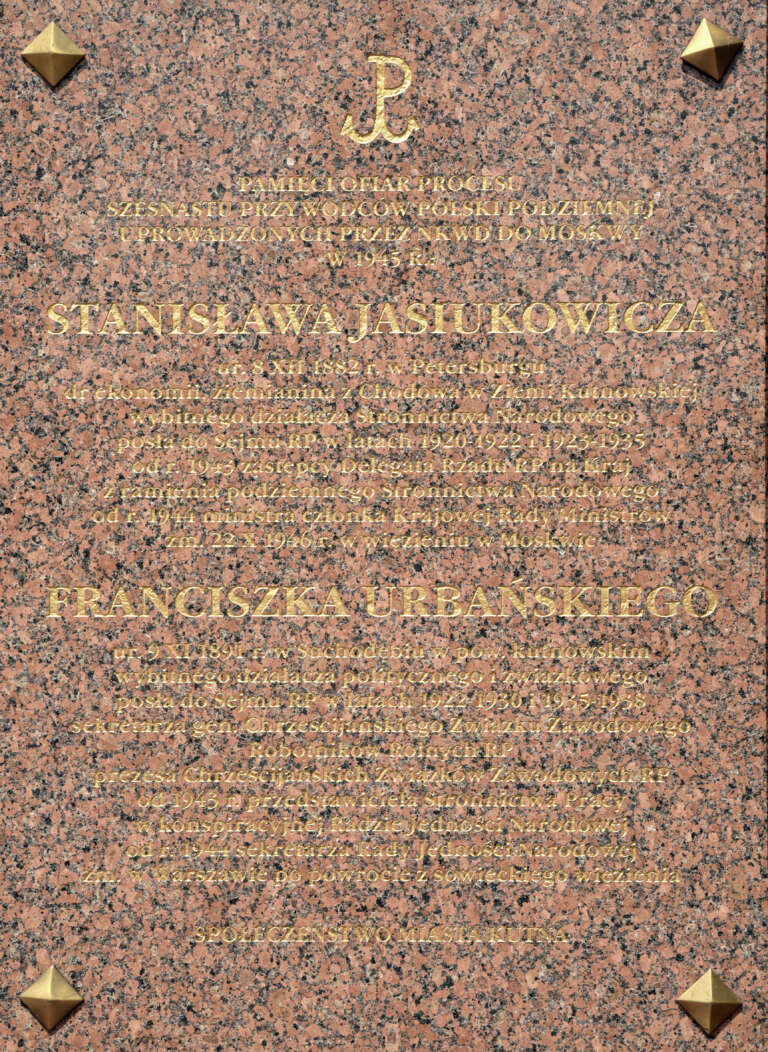 PAMIĘCI OFIAR PROCESU
SZESNASTU PRZYWÓDCÓW POLSKI PODZIEMNEJ
UPROWADZONYCH PRZEZ NKWD DO MOSKWY
W 1945 R.:
STANISŁAWA JASIUKOWICZA
ur. 8 XII 1882 r. w Petersburgu
dr ekonomii, ziemianina z Chodowa w Ziemi Kutnowskiej
wybitnego działacza Stronnictwa Narodowego
posła do Sejmu RP w latach 1920-1922 i 1923-1935
od r. 1943 zastępcy Delegata Rządu RP na Kraj
z ramienia podziemnego Stronnictwa Narodowego
od r. 1944 ministra członka Krajowej Rady Ministrów
zm. 22 X 1946 r. w więzieniu w Moskwie
FRANCISZKA URBAŃSKIEGO
ur. 9 XI 1891 r. w Suchodębiu w pow. kutnowskim
wybitnego działacza politycznego i związkowego
posła do Sejmu RP w latach 1922-1930 i 1935-1938
sekretarza gen. Chrześcijańskiego Związku Zawodowego
Robotników Rolnych RP
prezesa Chrześcijańskich Związków Zawodowych RP
od 1943 r. przedstawiciela Stronnictwa Pracy
w konspiracyjnej Radzie Jedności Narodowej
od r. 1944 sekretarza Rady Jedności Narodowej
zm. w Warszawie po powrocie z sowieckiego więzienia
SPOŁECZEŃSTWO MIASTA KUTNA